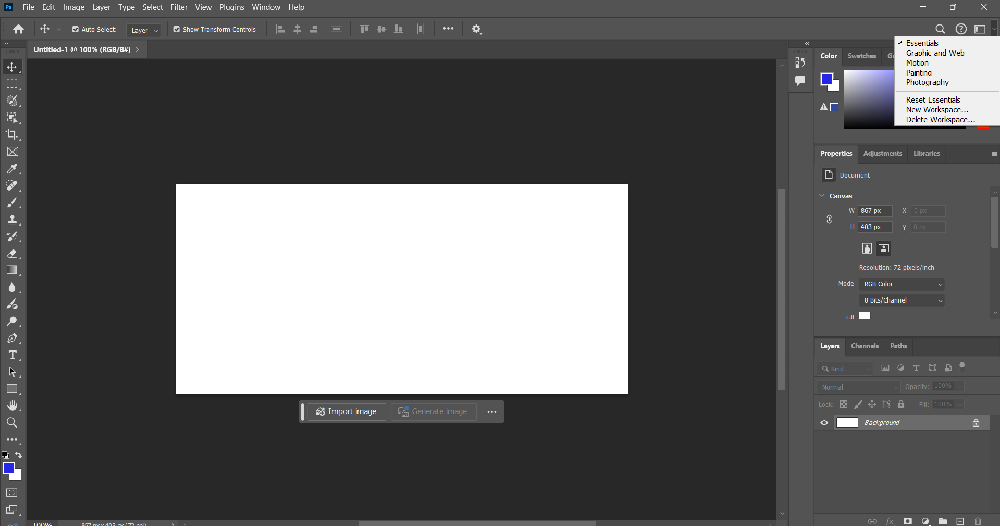 Ps File Edit Image Layer Type Select Filter View Plugins Window Help
Auto-Select: Layer Show Transform Controls
Untitled-1 @ 100% (RGB/8#)
Color Swatches Gr
Essentials
Graphic and Web
Motion
Painting
Photography
Reset Essentials
New Workspace...
Delete Workspace...
Properties Adjustments Libraries
Document
Canvas
W 867 px X 0 px
H 403 px Y 0 px
Resolution: 72 pixels/inch
Mode RGB Color
8 Bits/Channel
Fill
Import image Generate image
Layers Channels Paths
Kind
Normal Opacity: 100%
Lock: Fill: 100%
Background
fx
100% 867 px x 403 px (72 ppi)